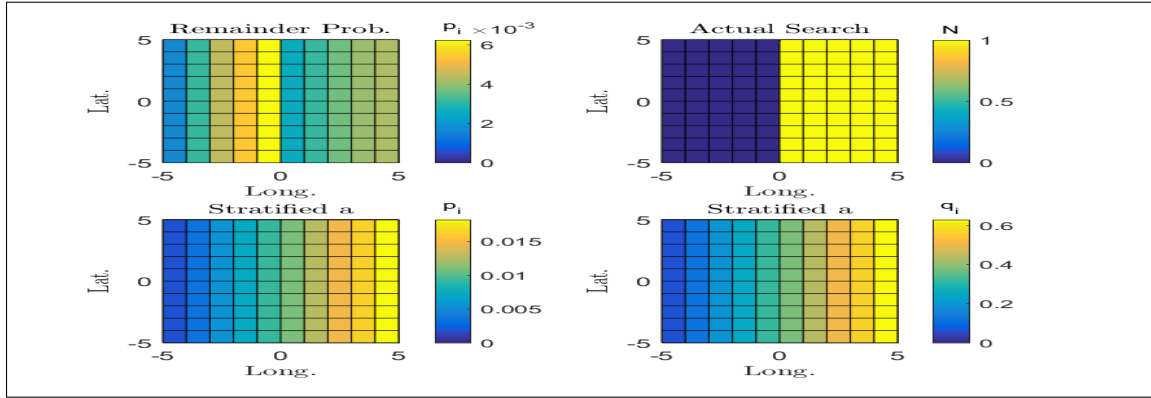 Remainder Prob.
p_i ×10^-3
5
0
-5
Lat.
-5 0 5
Long.
6
4
2
0
Actual Search
N
5
0
-5
Lat.
-5 0 5
Long.
1
0.5
0
Stratified a
p_i
5
0
-5
Lat.
-5 0 5
Long.
0.015
0.01
0.005
0
Stratified a
q_i
5
0
-5
Lat.
-5 0 5
Long.
0.6
0.4
0.2
0